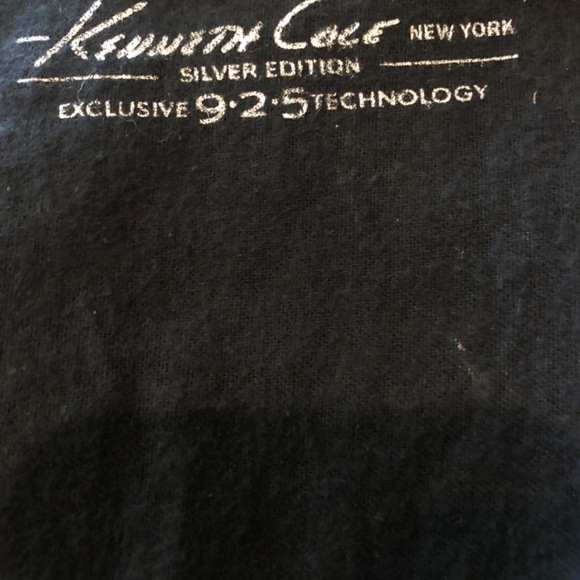 Kenneth Cole NEW YORK
SILVER EDITION
EXCLUSIVE 9·2·5 TECHNOLOGY